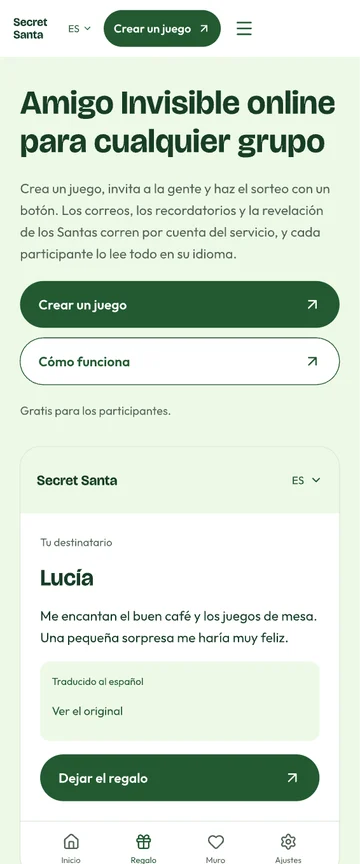 Secret
Santa
ES
Crear un juego
Amigo Invisible online
para cualquier grupo
Crea un juego, invita a la gente y haz el sorteo con un
botón. Los correos, los recordatorios y la revelación
de los Santas corren por cuenta del servicio, y cada
participante lo lee todo en su idioma.
Crear un juego
Cómo funciona
Gratis para los participantes.
Secret Santa
ES
Tu destinatario
Lucía
Me encantan el buen café y los juegos de mesa.
Una pequeña sorpresa me haría muy feliz.
Traducido al español
Ver el original
Dejar el regalo
Inicio
Regalo
Muro
Ajustes